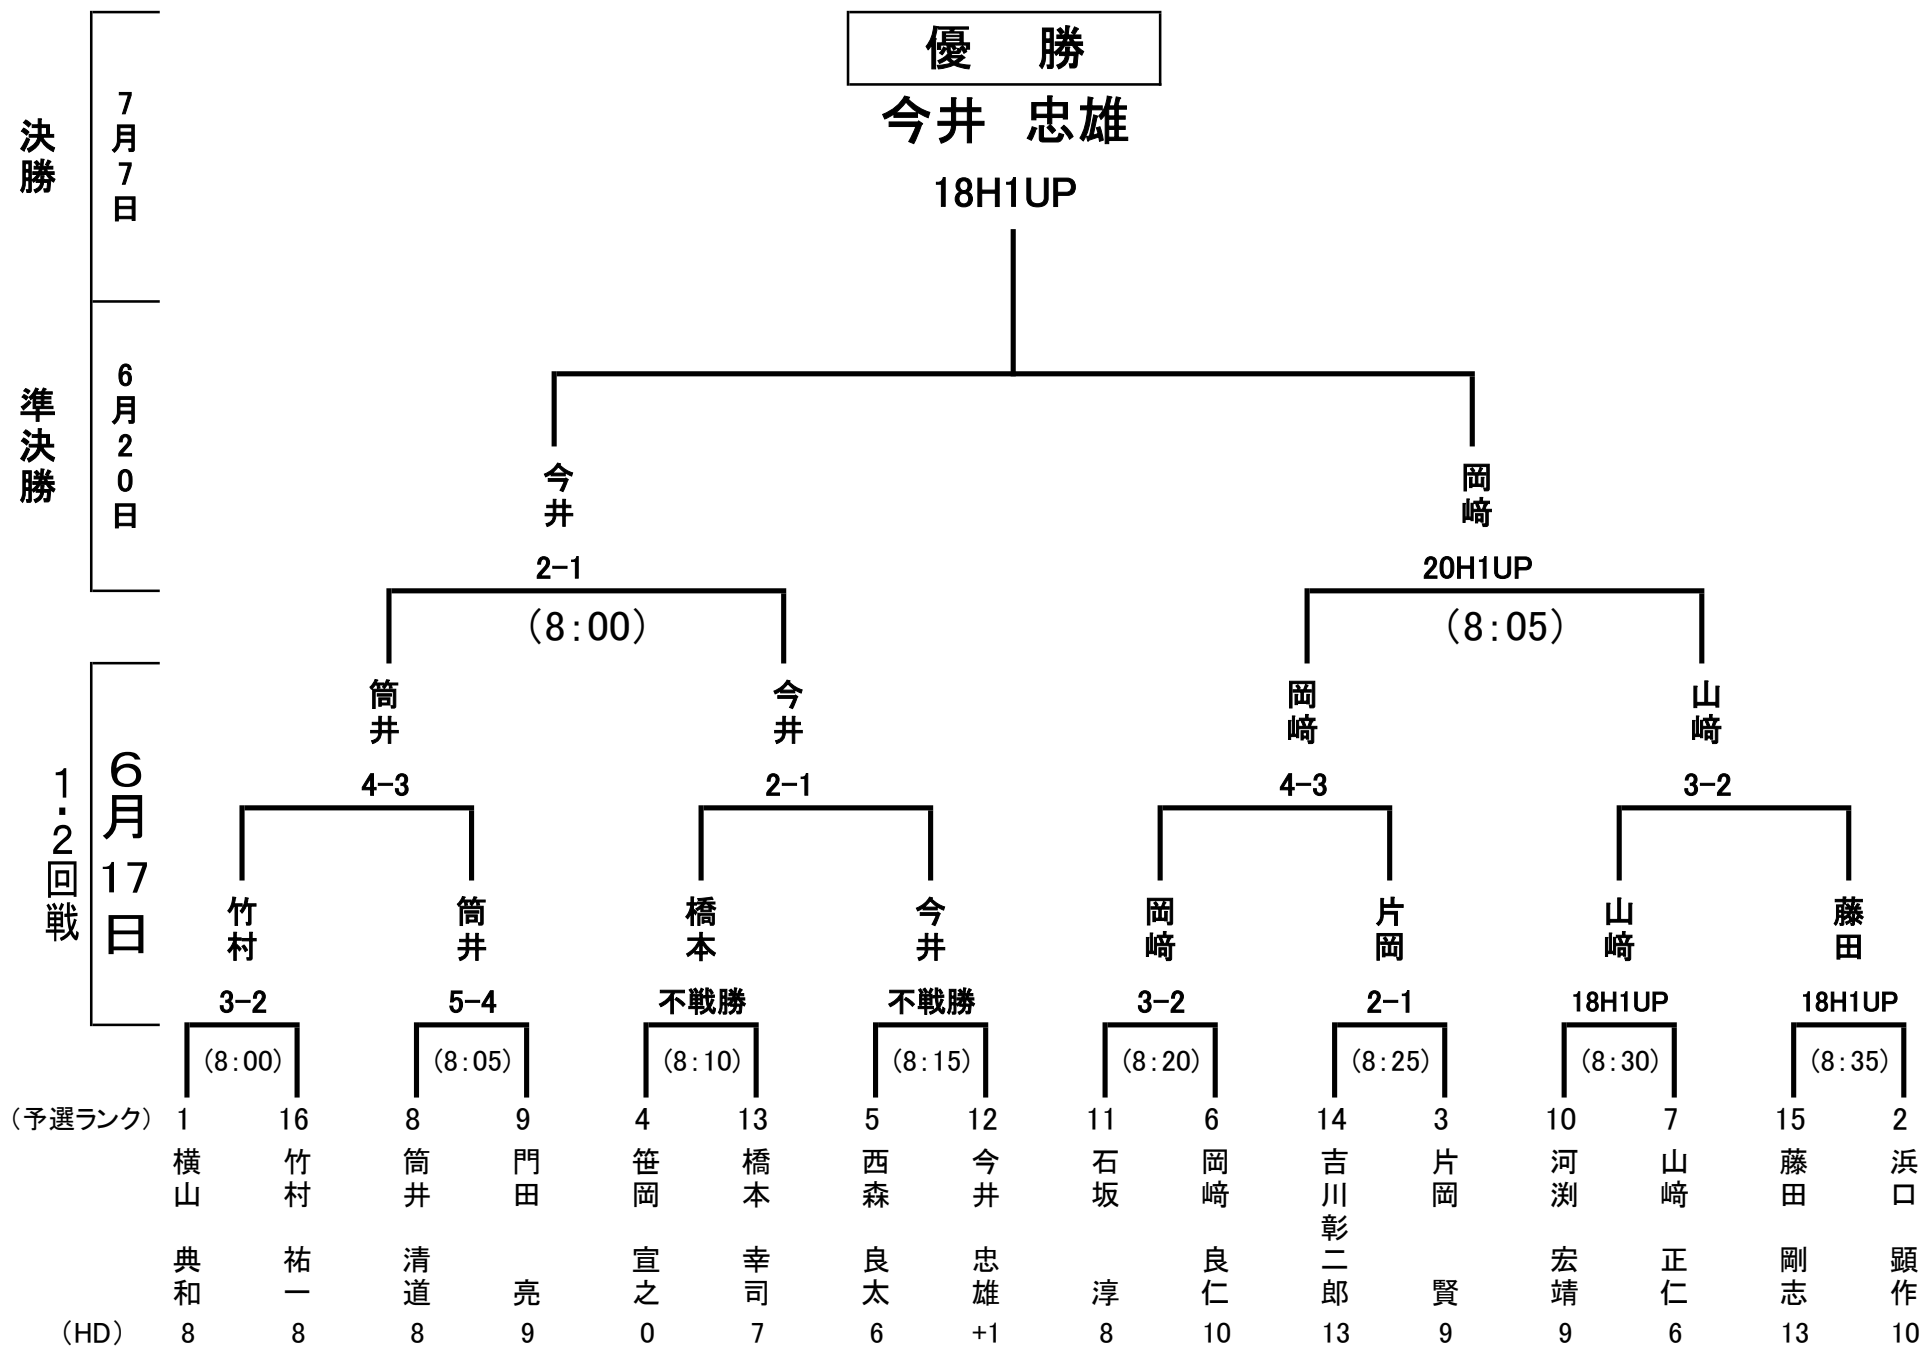 優　勝
今井　忠雄
18H1UP
決勝
7月7日
準決勝
6月20日
今井
岡﨑
2-1
20H1UP
（8:00）
（8:05）
筒井
今井
岡﨑
山﨑
4-3
2-1
4-3
3-2
1・2回戦
6月17日
竹村
筒井
橋本
今井
岡﨑
片岡
山﨑
藤田
3-2
5-4
不戦勝
不戦勝
3-2
2-1
18H1UP
18H1UP
（8:00）
（8:05）
（8:10）
（8:15）
（8:20）
（8:25）
（8:30）
（8:35）
（予選ランク） 1 16 8 9 4 13 5 12 11 6 14 3 10 7 15 2
横山　典和
竹村　祐一
筒井　清道
門田　亮
笹岡　宣之
橋本　幸司
西森　良太
今井　忠雄
石坂　淳
岡﨑　良仁
吉川彰二郎
片岡　賢
河渕　宏靖
山﨑　正仁
藤田　剛志
浜口　顕作
（HD） 8 8 8 9 0 7 6 +1 8 10 13 9 9 6 13 10